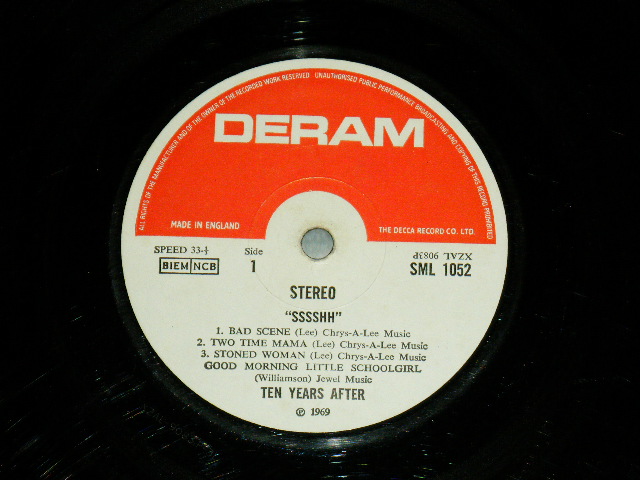 ALL RIGHTS OF THE MANUFACTURER AND OF THE OWNER OF THE RECORDED WORK RESERVED UNAUTHORISED PUBLIC PERFORMANCE BROADCASTING AND COPYING OF THIS RECORD PROHIBITED
DERAM
MADE IN ENGLAND
THE DECCA RECORD CO. LTD.
SPEED 33⅓
Side
XZAL 9083P
BIEM NCB
1
SML 1052
STEREO
"SSSSHH"
1. BAD SCENE (Lee) Chrys-A-Lee Music
2. TWO TIME MAMA (Lee) Chrys-A-Lee Music
3. STONED WOMAN (Lee) Chrys-A-Lee Music
GOOD MORNING LITTLE SCHOOLGIRL
(Williamson) Jewel Music
TEN YEARS AFTER
℗ 1969